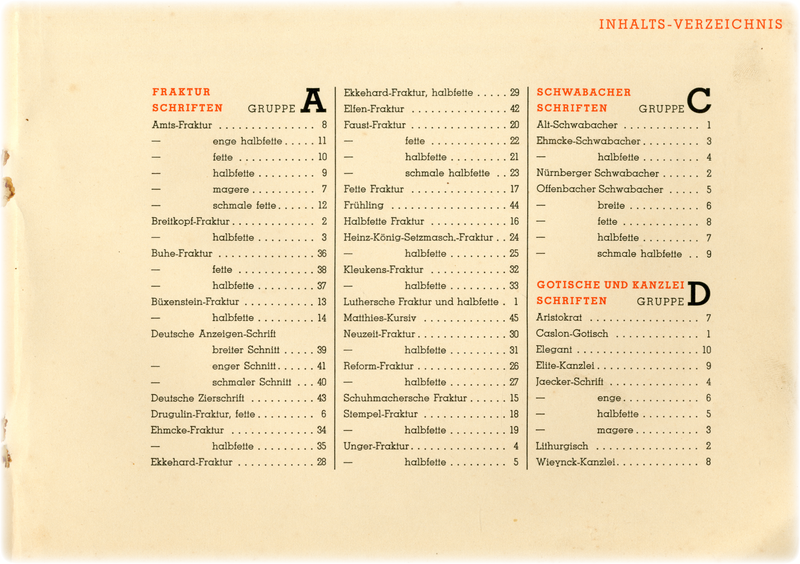 INHALTS-VERZEICHNIS
FRAKTUR
SCHRIFTEN GRUPPE A
Amts-Fraktur . . . . . . . . . . . . . . . 8
— enge halbfette . . . . . 11
— fette . . . . . . . . . . . . 10
— halbfette . . . . . . . . . 9
— magere . . . . . . . . . . 7
— schmale fette . . . . . . 12
Breitkopf-Fraktur . . . . . . . . . . . . . 2
— halbfette . . . . . . . . . 3
Buhe-Fraktur . . . . . . . . . . . . . . . 36
— fette . . . . . . . . . . . . 38
— halbfette . . . . . . . . . 37
Büxenstein-Fraktur . . . . . . . . . . . 13
— halbfette . . . . . . . . . 14
Deutsche Anzeigen-Schrift
breiter Schnitt . . . . . 39
— enger Schnitt . . . . . . 41
— schmaler Schnitt . . . 40
Deutsche Zierschrift . . . . . . . . . . 43
Drugulin-Fraktur, fette . . . . . . . . . 6
Ehmcke-Fraktur . . . . . . . . . . . . . 34
— halbfette . . . . . . . . . 35
Ekkehard-Fraktur . . . . . . . . . . . . 28
Ekkehard-Fraktur, halbfette . . . . . 29
Elfen-Fraktur . . . . . . . . . . . . . . . 42
Faust-Fraktur . . . . . . . . . . . . . . . 20
— fette . . . . . . . . . . . . 22
— halbfette . . . . . . . . . 21
— schmale halbfette . . 23
Fette Fraktur . . . . . . . . . . . . . . . 17
Frühling . . . . . . . . . . . . . . . . . . 44
Halbfette Fraktur . . . . . . . . . . . . 16
Heinz-König-Setzmasch.-Fraktur . . 24
— halbfette . . . . . . . . . 25
Kleukens-Fraktur . . . . . . . . . . . . 32
— halbfette . . . . . . . . . 33
Luthersche Fraktur und halbfette . 1
Matthies-Kursiv . . . . . . . . . . . . . 45
Neuzeit-Fraktur . . . . . . . . . . . . . . 30
— halbfette . . . . . . . . . 31
Reform-Fraktur . . . . . . . . . . . . . . 26
— halbfette . . . . . . . . . 27
Schuhmachersche Fraktur . . . . . . 15
Stempel-Fraktur . . . . . . . . . . . . . 18
— halbfette . . . . . . . . . 19
Unger-Fraktur . . . . . . . . . . . . . . . 4
— halbfette . . . . . . . . . 5
SCHWABACHER
SCHRIFTEN GRUPPE C
Alt-Schwabacher . . . . . . . . . . . . 1
Ehmcke-Schwabacher . . . . . . . . . 3
— halbfette . . . . . . . . . 4
Nürnberger Schwabacher . . . . . . . 2
Offenbacher Schwabacher . . . . . . 5
— breite . . . . . . . . . . . 6
— fette . . . . . . . . . . . . 8
— halbfette . . . . . . . . . 7
— schmale halbfette . . 9
GOTISCHE UND KANZLEI
SCHRIFTEN GRUPPE D
Aristokrat . . . . . . . . . . . . . . . . . 7
Caslon-Gotisch . . . . . . . . . . . . . 1
Elegant . . . . . . . . . . . . . . . . . . 10
Elite-Kanzlei . . . . . . . . . . . . . . . 9
Jaecker-Schrift . . . . . . . . . . . . . 4
— enge . . . . . . . . . . . . 6
— halbfette . . . . . . . . . 5
— magere . . . . . . . . . . 3
Lithurgisch . . . . . . . . . . . . . . . . 2
Wieynck-Kanzlei . . . . . . . . . . . . . 8